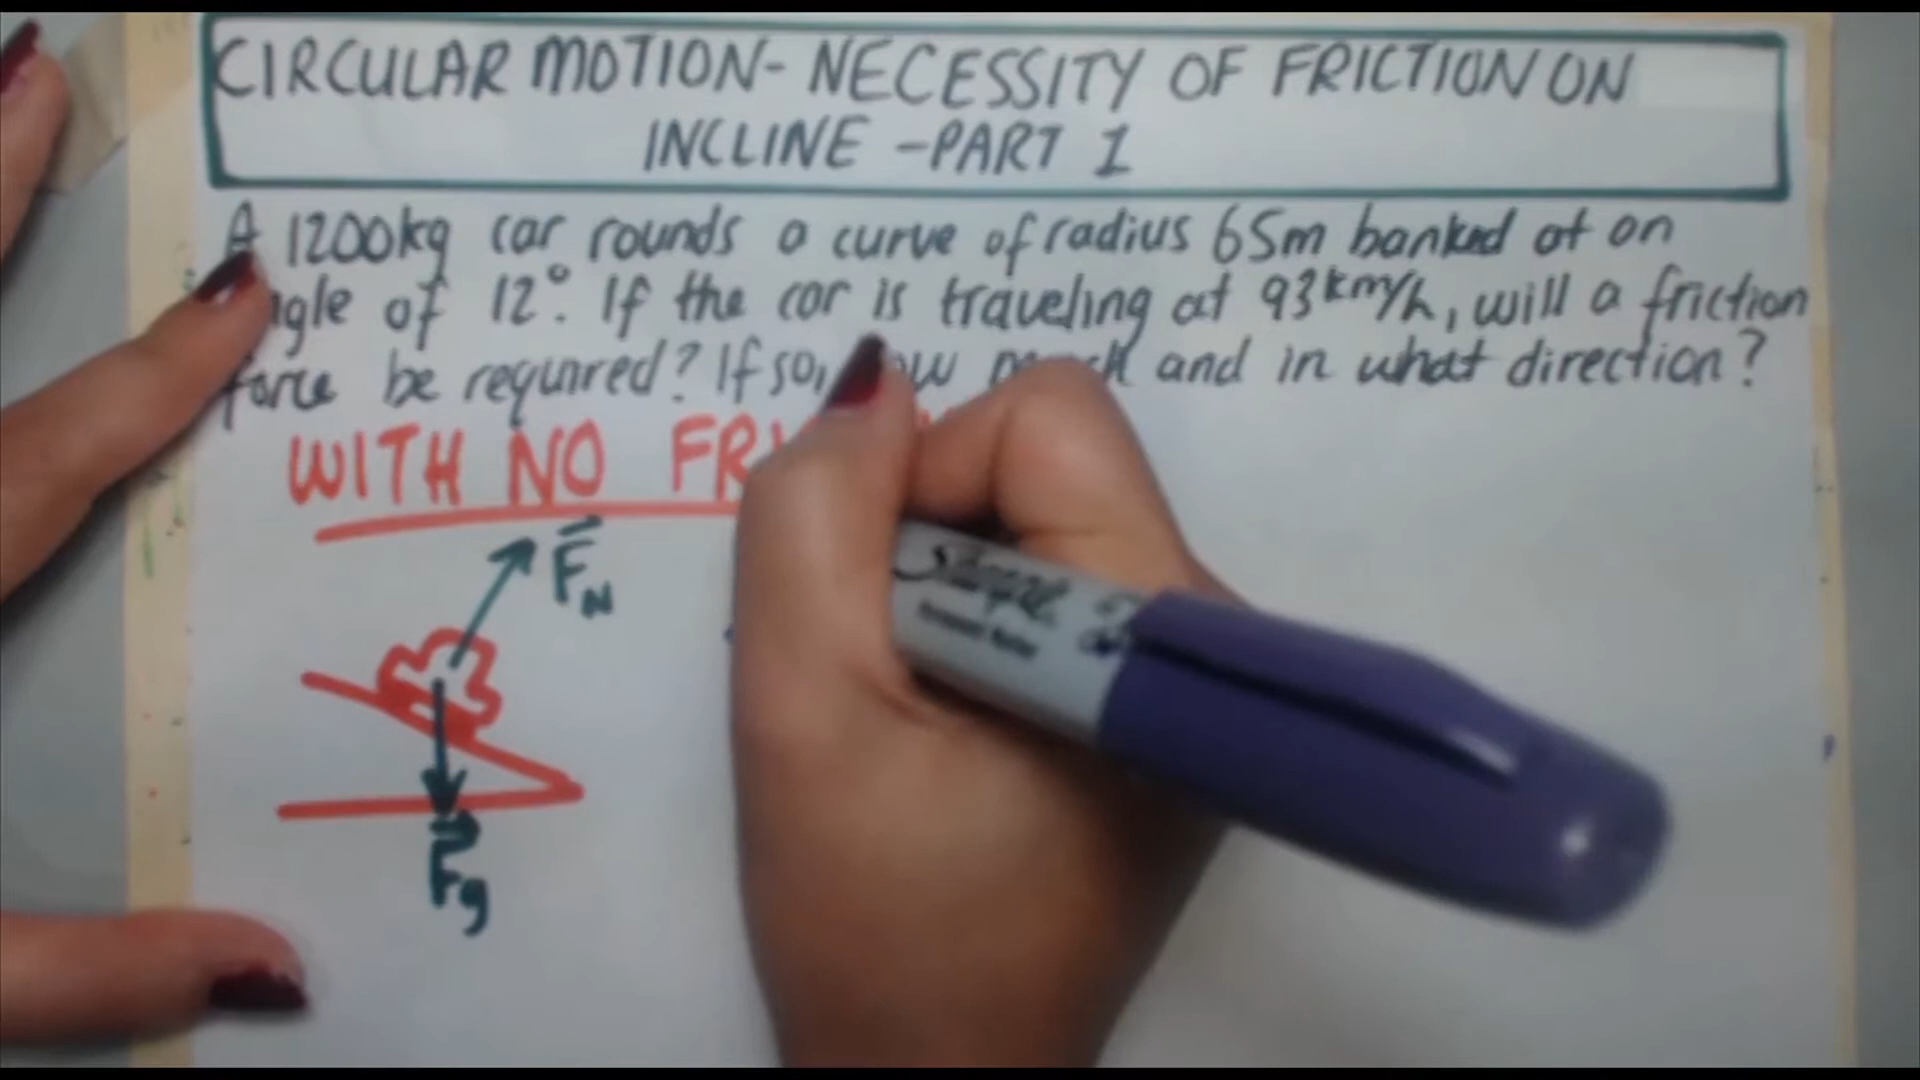 CIRCULAR MOTION- NECESSITY OF FRICTION ON
INCLINE -PART 1
A 1200kg car rounds a curve of radius 65m banked at an
ngle of 12°. If the car is traveling at 93km/h, will a friction
force be required? If so, and in what direction?
WITH NO
F_N
F_g
Sharpie